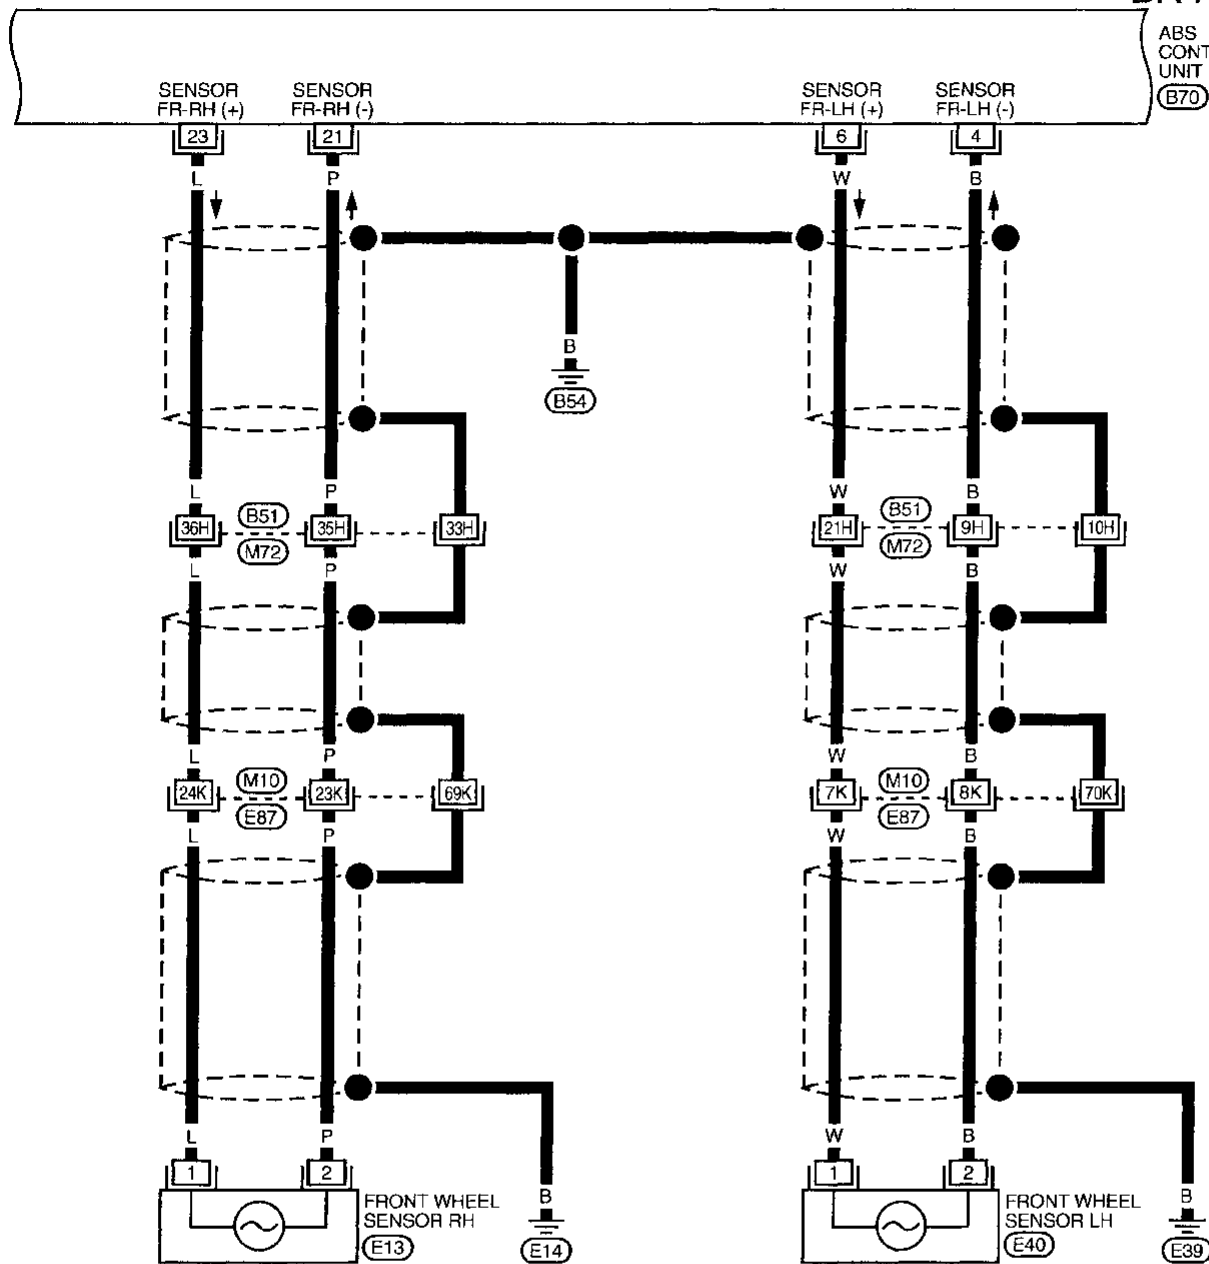 ABS
CONT
UNIT
B70
SENSOR
FR-RH (+)
SENSOR
FR-RH (-)
SENSOR
FR-LH (+)
SENSOR
FR-LH (-)
23
21
6
4
L
P
W
B
B
B54
L
P
W
B
36H
B51
M72
35H
33H
21H
B51
M72
9H
10H
L
P
W
B
L
P
W
B
24K
M10
E87
23K
69K
7K
M10
E87
8K
70K
L
P
W
B
L
P
W
B
1
2
1
2
FRONT WHEEL
SENSOR RH
E13
B
E14
FRONT WHEEL
SENSOR LH
E40
B
E39